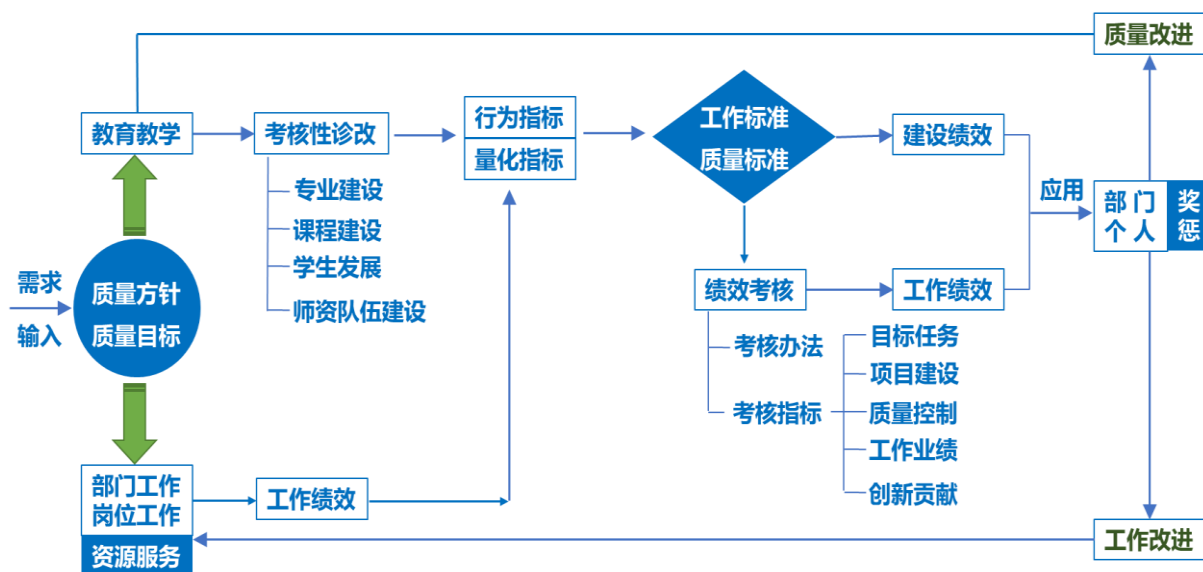 质量改进
教育教学
考核性诊改
专业建设
课程建设
学生发展
师资队伍建设
行为指标
量化指标
工作标准
质量标准
建设绩效
应用
部门
个人
奖惩
需求
输入
质量方针
质量目标
绩效考核
工作绩效
考核办法
考核指标
目标任务
项目建设
质量控制
工作业绩
创新贡献
部门工作
岗位工作
资源服务
工作绩效
工作改进